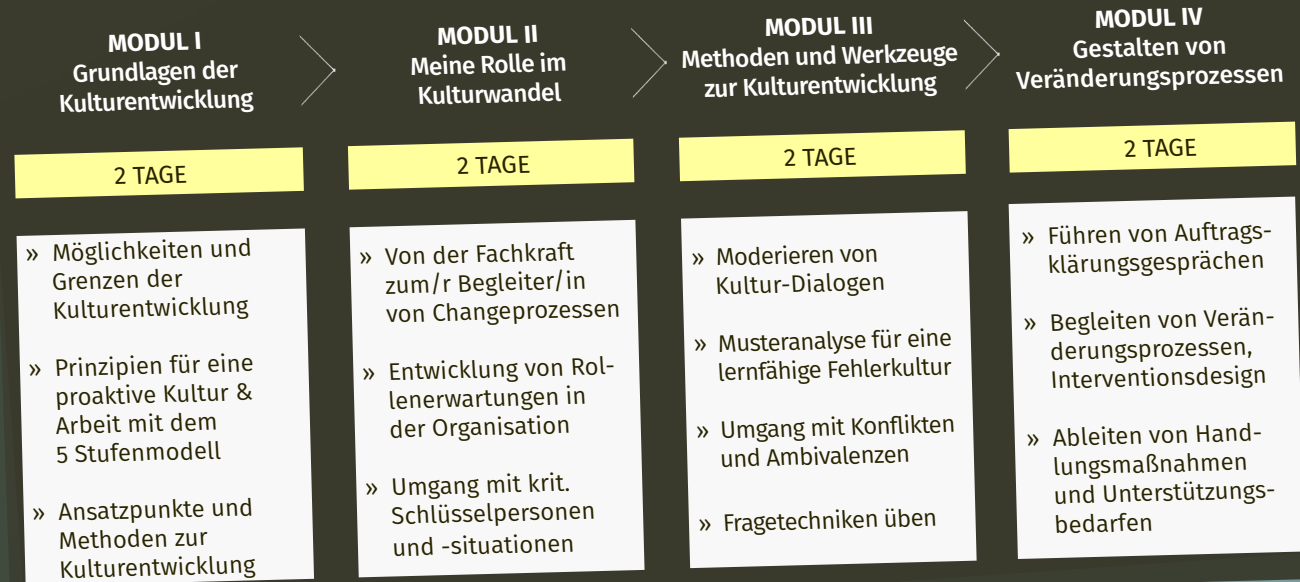 MODUL I
Grundlagen der
Kulturentwicklung
2 TAGE
» Möglichkeiten und
Grenzen der
Kulturentwicklung
» Prinzipien für eine
proaktive Kultur &
Arbeit mit dem
5 Stufenmodell
» Ansatzpunkte und
Methoden zur
Kulturentwicklung
MODUL II
Meine Rolle im
Kulturwandel
2 TAGE
» Von der Fachkraft
zum/r Begleiter/in
von Changeprozessen
» Entwicklung von Rol-
lenerwartungen in
der Organisation
» Umgang mit krit.
Schlüsselpersonen
und -situationen
MODUL III
Methoden und Werkzeuge
zur Kulturentwicklung
2 TAGE
» Moderieren von
Kultur-Dialogen
» Musteranalyse für eine
lernfähige Fehlerkultur
» Umgang mit Konflikten
und Ambivalenzen
» Fragetechniken üben
MODUL IV
Gestalten von
Veränderungsprozessen
2 TAGE
» Führen von Auftrags-
klärungsgesprächen
» Begleiten von Verän-
derungsprozessen,
Interventionsdesign
» Ableiten von Hand-
lungsmaßnahmen
und Unterstützungs-
bedarfen